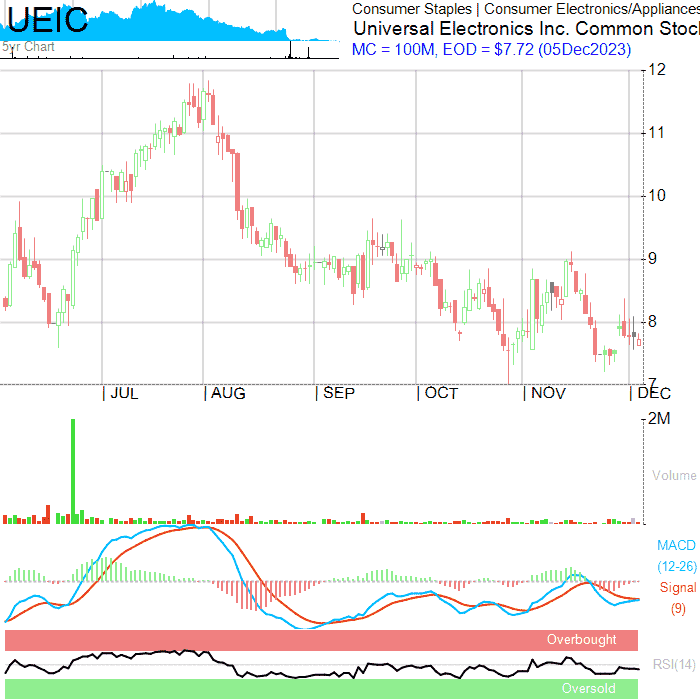 UEIC
5yr Chart
Consumer Staples | Consumer Electronics/Appliances
Universal Electronics Inc. Common Stoc
MC = 100M, EOD = $7.72 (05Dec2023)
12
11
10
9
8
7
| JUL | AUG | SEP | OCT | NOV | DEC
2M
Volume
MACD
(12-26)
Signal
(9)
Overbought
RSI(14)
Oversold